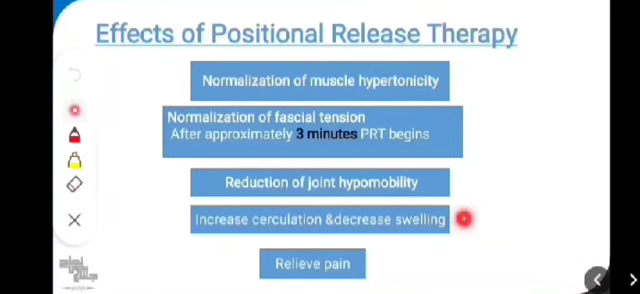 Effects of Positional Release Therapy
Normalization of muscle hypertonicity
Normalization of fascial tension
After approximately 3 minutes PRT begins
Reduction of joint hypomobility
Increase cerculation &decrease swelling
Relieve pain